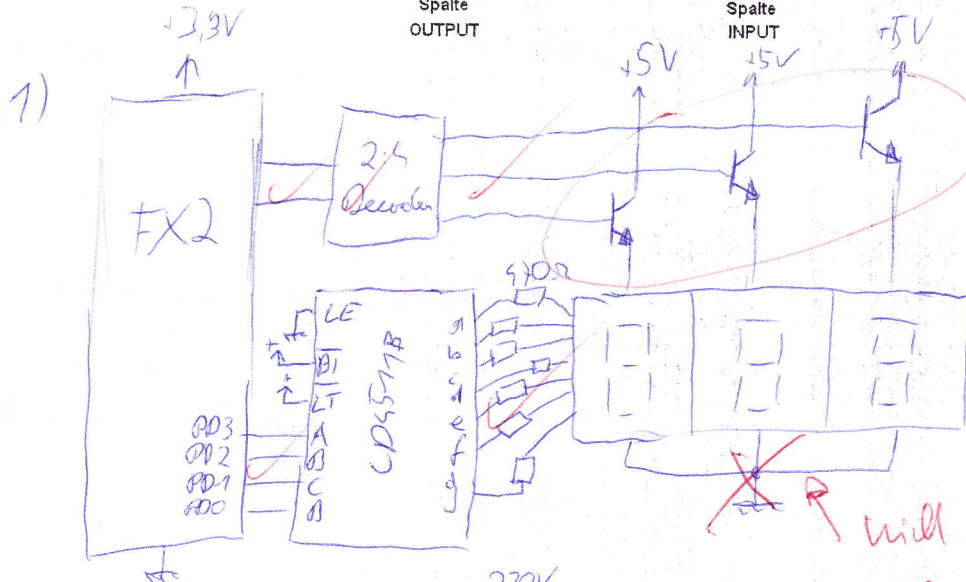 Spalte
OUTPUT
Spalte
INPUT
+3,3V
+5V
+5V
+5V
1)
2:4
Decoder
FX2
470Ω
LE
BI
LT
CD4511B
a
b
c
d
e
f
g
PD3
PD2
PD1
PD0
A
B
C
D
220V